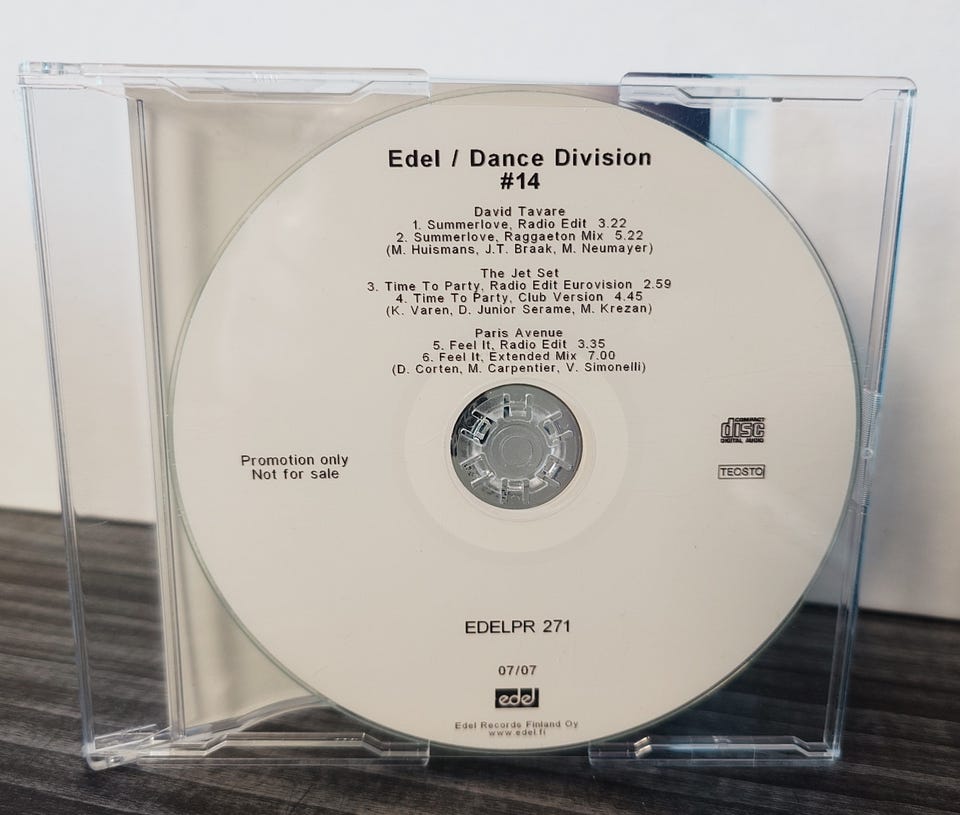 Edel / Dance Division
#14
David Tavare
1. Summerlove, Radio Edit 3.22
2. Summerlove, Raggaeton Mix 5.22
(M. Huismans, J.T. Braak, M. Neumayer)
The Jet Set
3. Time To Party, Radio Edit Eurovision 2.59
4. Time To Party, Club Version 4.45
(K. Varen, D. Junior Serame, M. Krezan)
Paris Avenue
5. Feel It, Radio Edit 3.35
6. Feel It, Extended Mix 7.00
(D. Corten, M. Carpentier, V. Simonelli)
COMPACT
disc
DIGITAL AUDIO
Promotion only
Not for sale
TEOSTO
EDELPR 271
07/07
edel
Edel Records Finland Oy
www.edel.fi